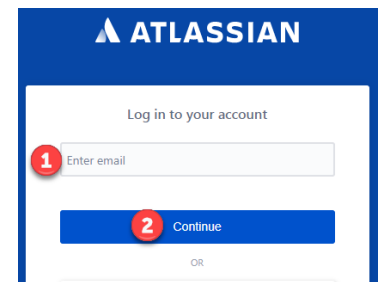 ATLASSIAN
Log in to your account
1 Enter email
2 Continue
OR